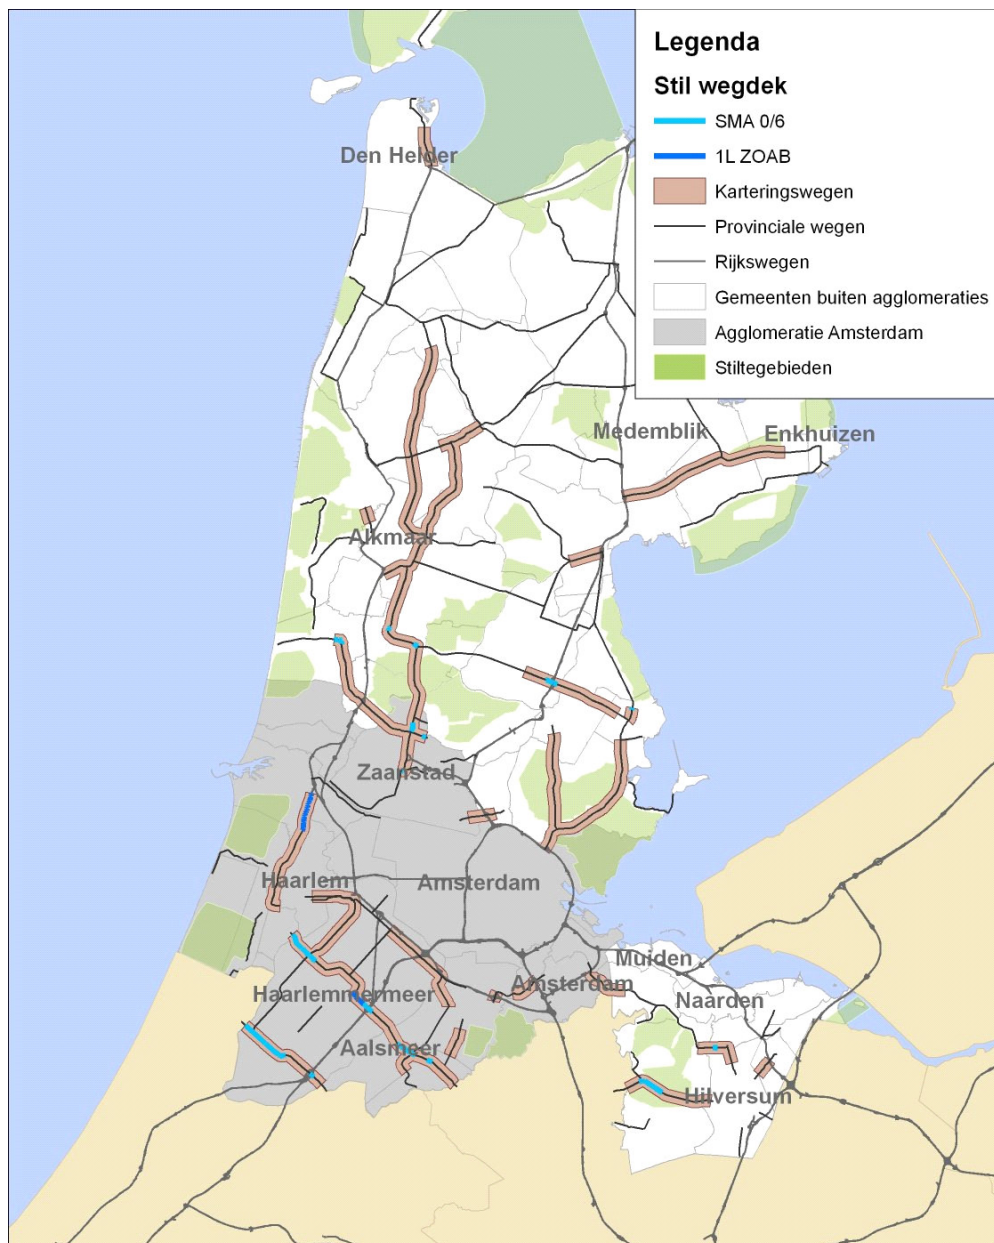 Legenda
Stil wegdek
SMA 0/6
1L ZOAB
Karteringswegen
Provinciale wegen
Rijkswegen
Gemeenten buiten agglomeraties
Agglomeratie Amsterdam
Stiltegebieden
Den Helder
Medemblik
Enkhuizen
Alkmaar
Zaanstad
Haarlem
Amsterdam
Muiden
Amsterdam
Haarlemmermeer
Naarden
Aalsmeer
Hilversum